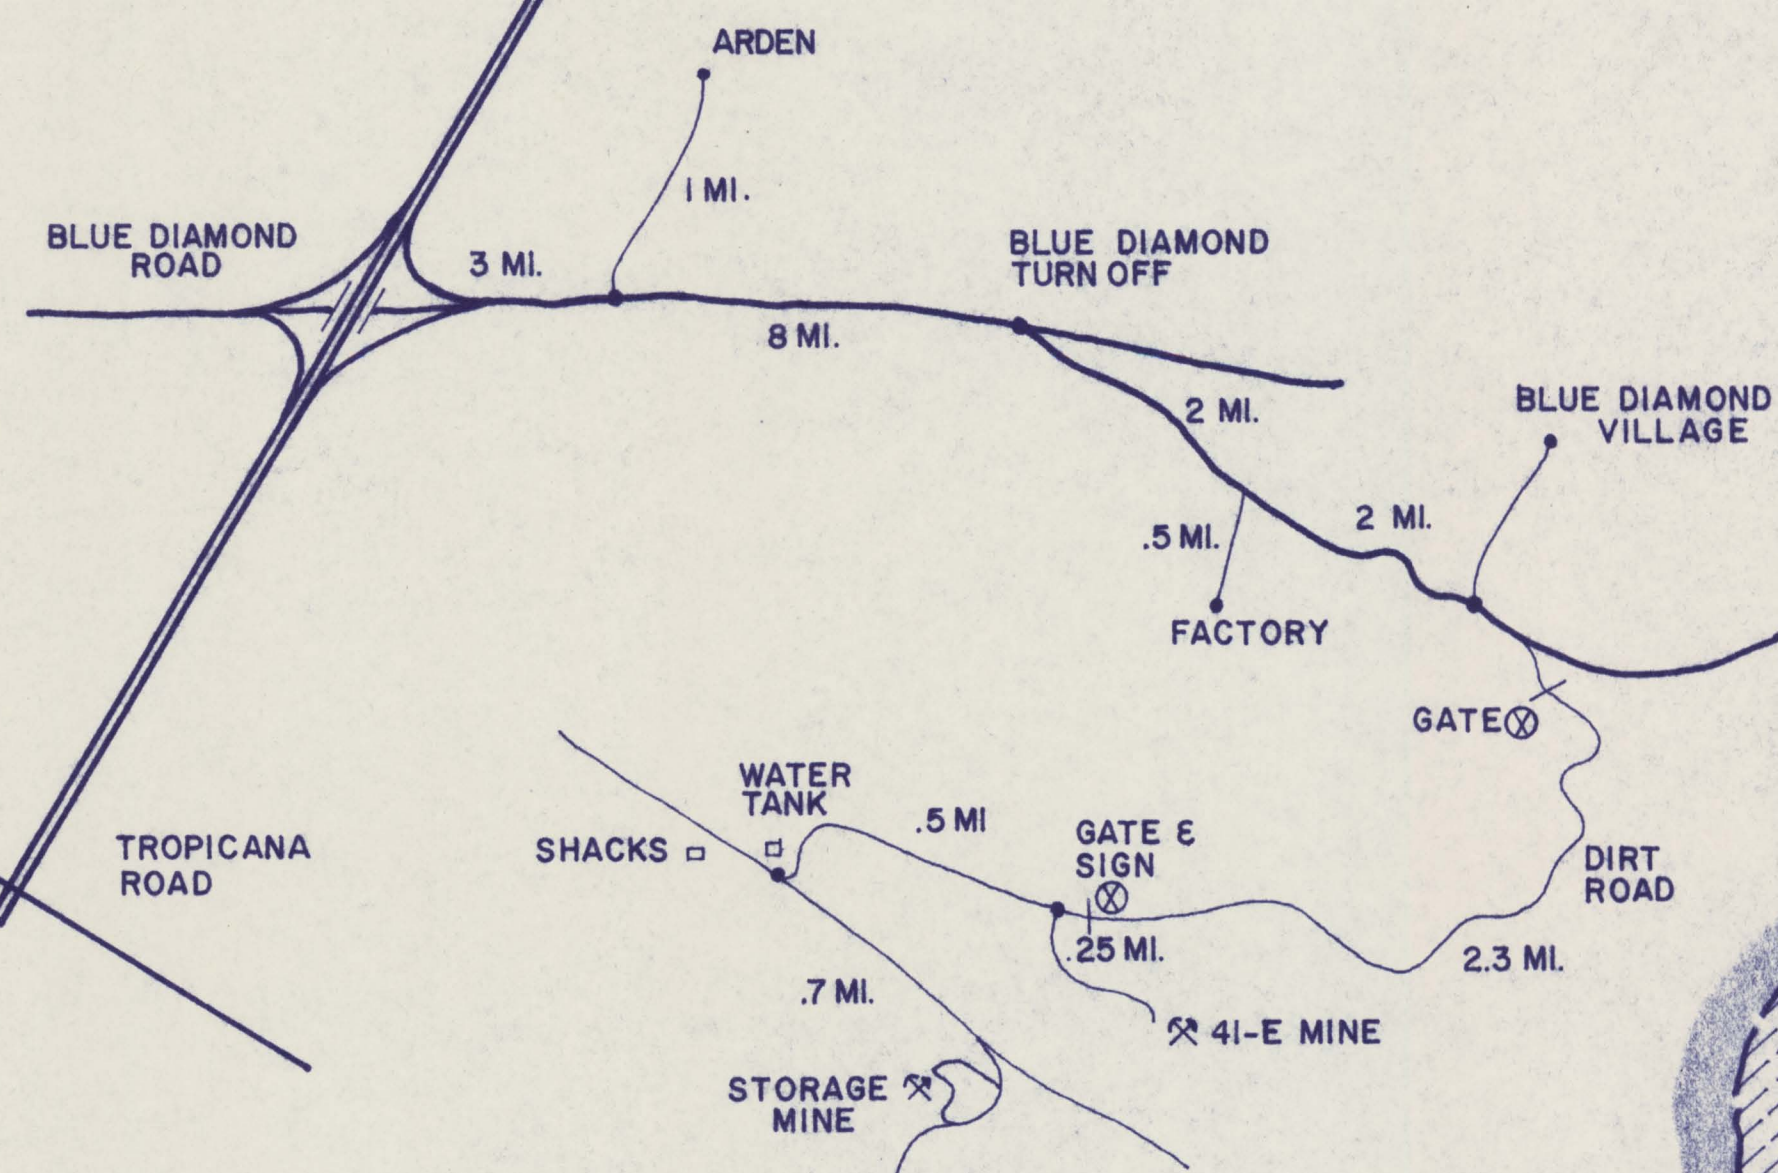 ARDEN
1 MI.
BLUE DIAMOND
ROAD
3 MI.
BLUE DIAMOND
TURN OFF
8 MI.
2 MI.
BLUE DIAMOND
VILLAGE
2 MI.
.5 MI.
FACTORY
GATE
WATER
TANK
SHACKS
.5 MI
GATE &
SIGN
TROPICANA
ROAD
DIRT
ROAD
.25 MI.
2.3 MI.
.7 MI.
41-E MINE
STORAGE
MINE